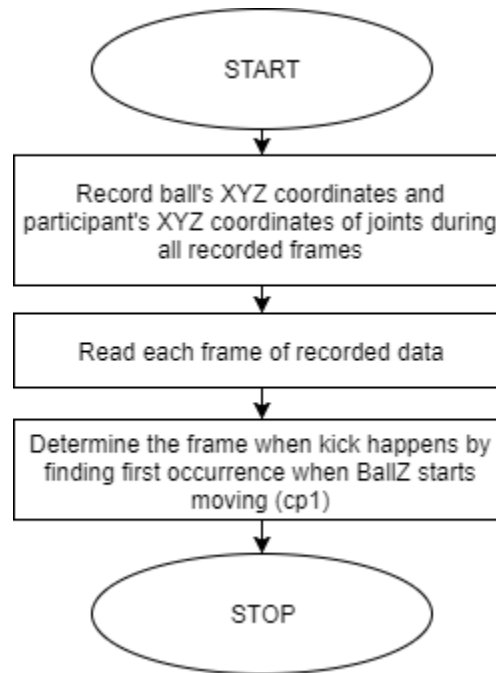 START
Record ball's XYZ coordinates and
participant's XYZ coordinates of joints during
all recorded frames
Read each frame of recorded data
Determine the frame when kick happens by
finding first occurrence when BallZ starts
moving (cp1)
STOP